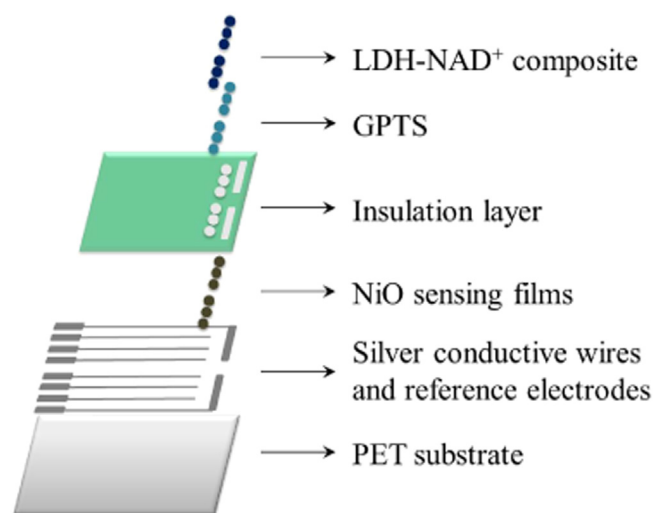 LDH-NAD⁺ composite
GPTS
Insulation layer
NiO sensing films
Silver conductive wires
and reference electrodes
PET substrate